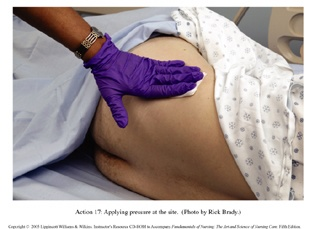 Action 17: Applying pressure at the site. (Photo by Rick Brady.)
Copyright © 2005 Lippincott Williams & Wilkins. Instructor's Resource CD-ROM to Accompany Fundamentals of Nursing: The Art and Science of Nursing Care, Fifth Edition.